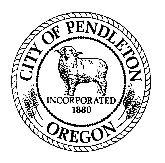 CITY OF PENDLETON
INCORPORATED
1880
OREGON